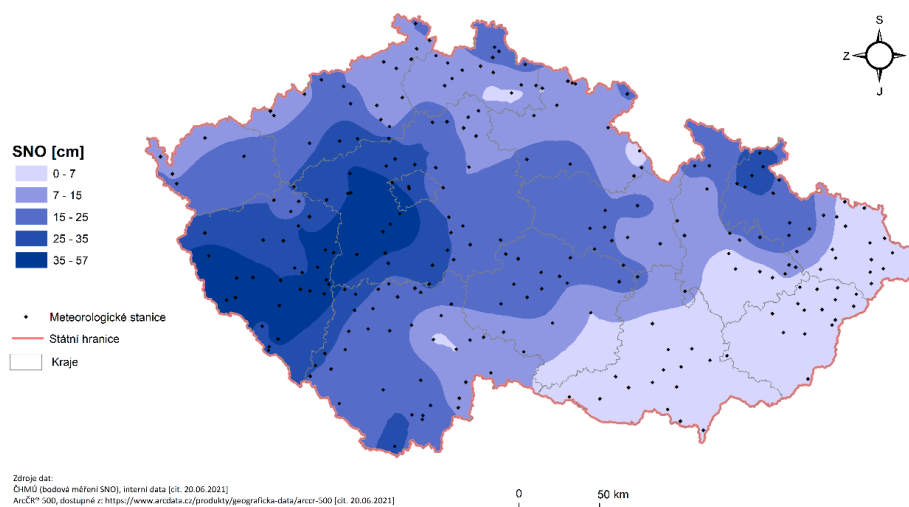 S
Z
J
SNO [cm]
0 - 7
7 - 15
15 - 25
25 - 35
35 - 57
Meteorologické stanice
Státní hranice
Kraje
Zdroje dat:
ČHMÚ (bodová měření SNO), interní data [cit. 20.06.2021]
ArcČR® 500, dostupné z: https://www.arcdata.cz/produkty/geograficka-data/arccr-500 [cit. 20.06.2021]
0 50 km